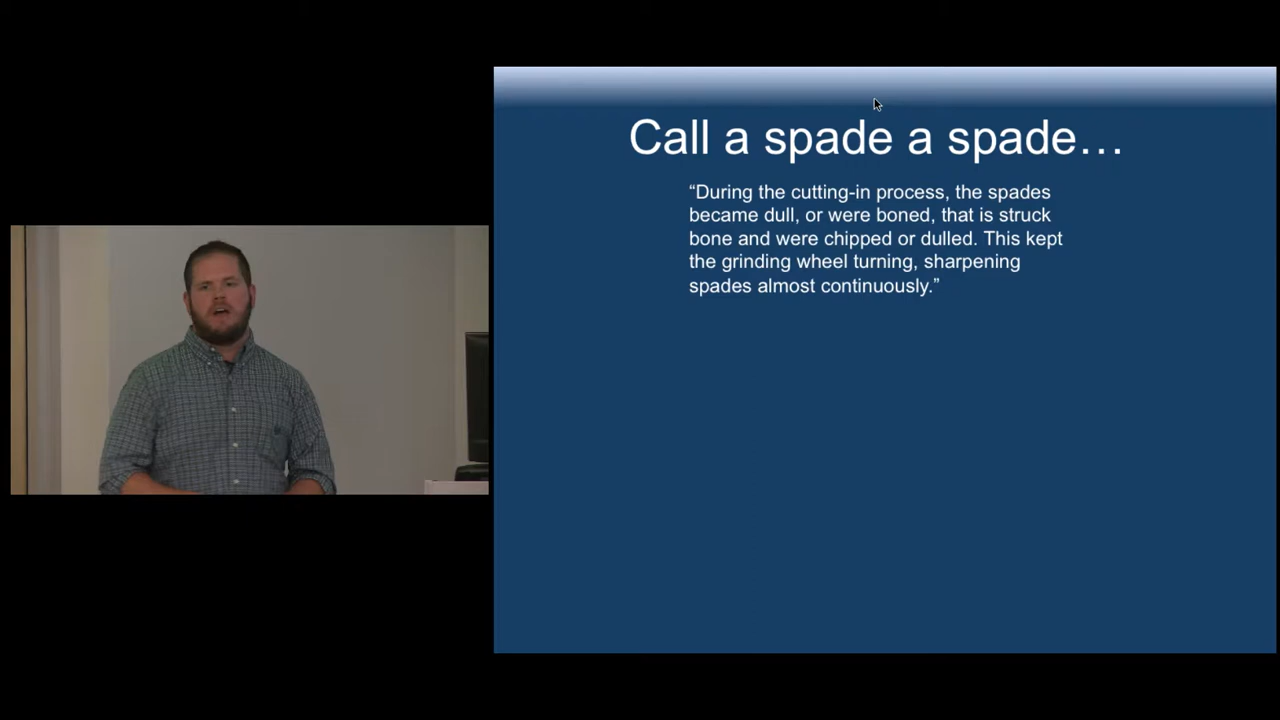 Call a spade a spade…
“During the cutting-in process, the spades
became dull, or were boned, that is struck
bone and were chipped or dulled. This kept
the grinding wheel turning, sharpening
spades almost continuously.”